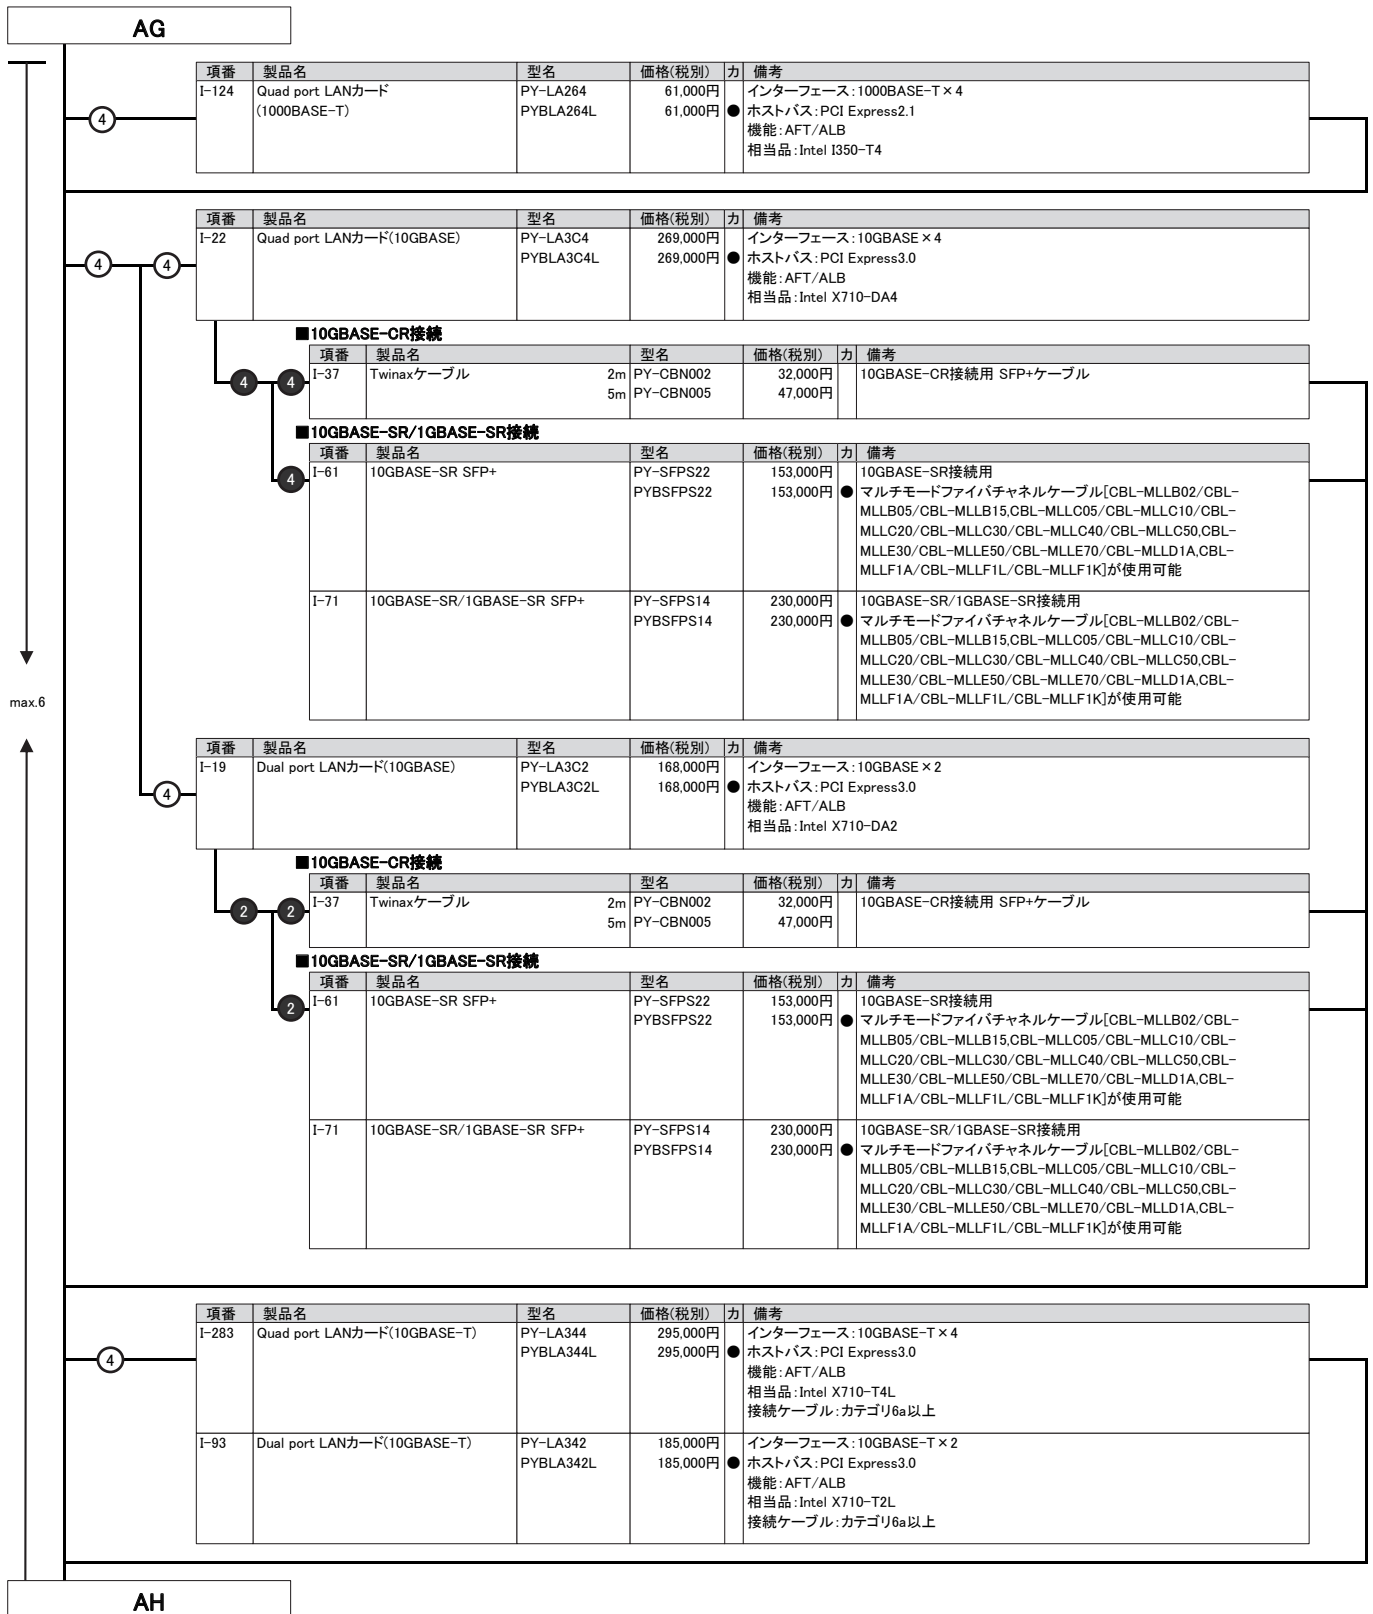 AG
項番 製品名 型名 価格(税別) カ 備考
I-124 Quad port LANカード PY-LA264 61,000円 インターフェース:1000BASE-T×4
(1000BASE-T) PYBLA264L 61,000円 ● ホストバス:PCI Express2.1
機能:AFT/ALB
相当品:Intel I350-T4
4
項番 製品名 型名 価格(税別) カ 備考
I-22 Quad port LANカード(10GBASE) PY-LA3C4 269,000円 インターフェース:10GBASE×4
4 4 PYBLA3C4L 269,000円 ● ホストバス:PCI Express3.0
機能:AFT/ALB
相当品:Intel X710-DA4
■10GBASE-CR接続
項番 製品名 型名 価格(税別) カ 備考
4 4 I-37 Twinaxケーブル 2m PY-CBN002 32,000円 10GBASE-CR接続用 SFP+ケーブル
5m PY-CBN005 47,000円
■10GBASE-SR/1GBASE-SR接続
項番 製品名 型名 価格(税別) カ 備考
4 I-61 10GBASE-SR SFP+ PY-SFPS22 153,000円 10GBASE-SR接続用
PYBSFPS22 153,000円 ● マルチモードファイバチャネルケーブル[CBL-MLLB02/CBL-
MLLB05/CBL-MLLB15,CBL-MLLC05/CBL-MLLC10/CBL-
MLLC20/CBL-MLLC30/CBL-MLLC40/CBL-MLLC50,CBL-
MLLE30/CBL-MLLE50/CBL-MLLE70/CBL-MLLD1A,CBL-
MLLF1A/CBL-MLLF1L/CBL-MLLF1K]が使用可能
I-71 10GBASE-SR/1GBASE-SR SFP+ PY-SFPS14 230,000円 10GBASE-SR/1GBASE-SR接続用
PYBSFPS14 230,000円 ● マルチモードファイバチャネルケーブル[CBL-MLLB02/CBL-
MLLB05/CBL-MLLB15,CBL-MLLC05/CBL-MLLC10/CBL-
MLLC20/CBL-MLLC30/CBL-MLLC40/CBL-MLLC50,CBL-
MLLE30/CBL-MLLE50/CBL-MLLE70/CBL-MLLD1A,CBL-
MLLF1A/CBL-MLLF1L/CBL-MLLF1K]が使用可能
max.6
項番 製品名 型名 価格(税別) カ 備考
I-19 Dual port LANカード(10GBASE) PY-LA3C2 168,000円 インターフェース:10GBASE×2
4 PYBLA3C2L 168,000円 ● ホストバス:PCI Express3.0
機能:AFT/ALB
相当品:Intel X710-DA2
■10GBASE-CR接続
項番 製品名 型名 価格(税別) カ 備考
2 2 I-37 Twinaxケーブル 2m PY-CBN002 32,000円 10GBASE-CR接続用 SFP+ケーブル
5m PY-CBN005 47,000円
■10GBASE-SR/1GBASE-SR接続
項番 製品名 型名 価格(税別) カ 備考
2 I-61 10GBASE-SR SFP+ PY-SFPS22 153,000円 10GBASE-SR接続用
PYBSFPS22 153,000円 ● マルチモードファイバチャネルケーブル[CBL-MLLB02/CBL-
MLLB05/CBL-MLLB15,CBL-MLLC05/CBL-MLLC10/CBL-
MLLC20/CBL-MLLC30/CBL-MLLC40/CBL-MLLC50,CBL-
MLLE30/CBL-MLLE50/CBL-MLLE70/CBL-MLLD1A,CBL-
MLLF1A/CBL-MLLF1L/CBL-MLLF1K]が使用可能
I-71 10GBASE-SR/1GBASE-SR SFP+ PY-SFPS14 230,000円 10GBASE-SR/1GBASE-SR接続用
PYBSFPS14 230,000円 ● マルチモードファイバチャネルケーブル[CBL-MLLB02/CBL-
MLLB05/CBL-MLLB15,CBL-MLLC05/CBL-MLLC10/CBL-
MLLC20/CBL-MLLC30/CBL-MLLC40/CBL-MLLC50,CBL-
MLLE30/CBL-MLLE50/CBL-MLLE70/CBL-MLLD1A,CBL-
MLLF1A/CBL-MLLF1L/CBL-MLLF1K]が使用可能
項番 製品名 型名 価格(税別) カ 備考
I-283 Quad port LANカード(10GBASE-T) PY-LA344 295,000円 インターフェース:10GBASE-T×4
4 PYBLA344L 295,000円 ● ホストバス:PCI Express3.0
機能:AFT/ALB
相当品:Intel X710-T4L
接続ケーブル:カテゴリ6a以上
I-93 Dual port LANカード(10GBASE-T) PY-LA342 185,000円 インターフェース:10GBASE-T×2
PYBLA342L 185,000円 ● ホストバス:PCI Express3.0
機能:AFT/ALB
相当品:Intel X710-T2L
接続ケーブル:カテゴリ6a以上
AH